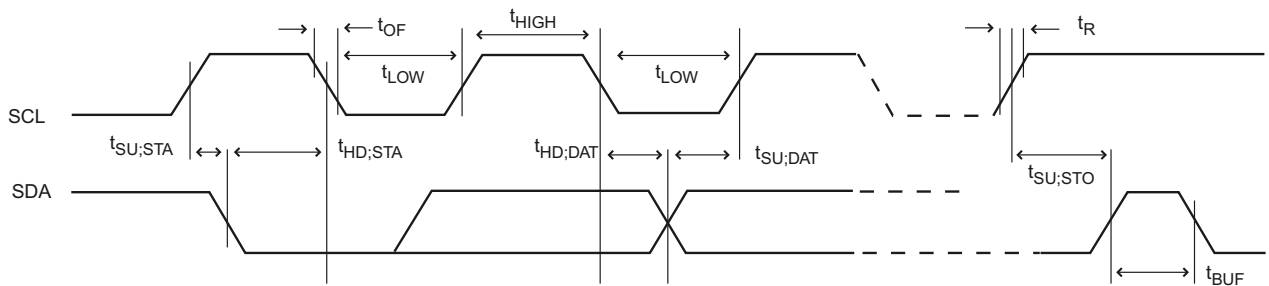 tOF
tHIGH
tR
tLOW
tLOW
SCL
tSU;STA
tHD;STA
tHD;DAT
tSU;DAT
tSU;STO
SDA
tBUF